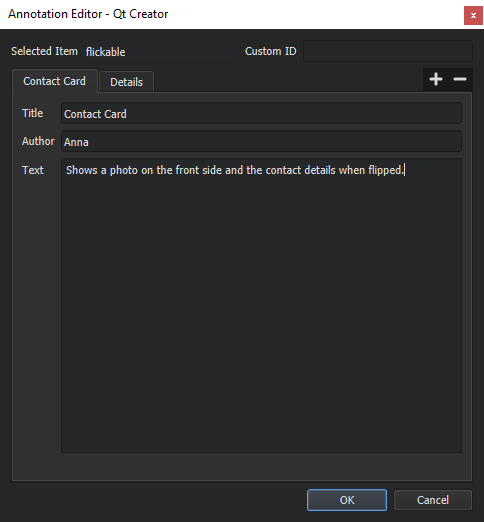 Annotation Editor - Qt Creator
x
Selected Item flickable Custom ID
Contact Card Details + −
Title Contact Card
Author Anna
Text Shows a photo on the front side and the contact details when flipped.
OK Cancel